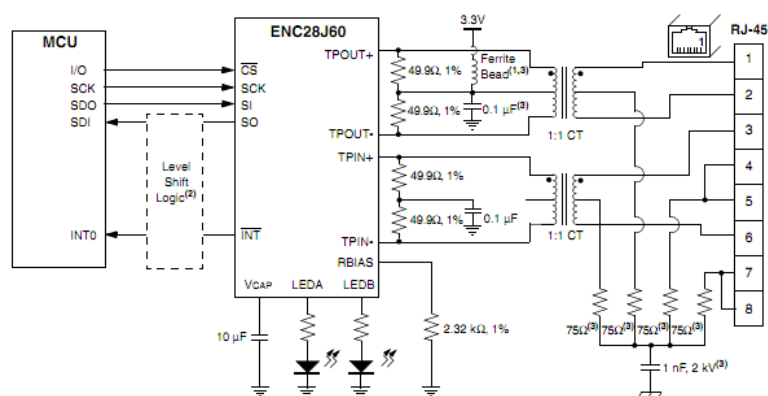 MCU
I/O
SCK
SDO
SDI
INT0
Level
Shift
Logic(2)
ENC28J60
CS
SCK
SI
SO
INT
TPOUT+
TPOUT-
TPIN+
TPIN-
RBIAS
VCAP
LEDA
LEDB
10 µF
2.32 kΩ, 1%
3.3V
Ferrite
Bead(1,3)
49.9Ω, 1%
49.9Ω, 1%
0.1 µF(3)
1:1 CT
49.9Ω, 1%
49.9Ω, 1%
0.1 µF
1:1 CT
1
RJ-45
1
2
3
4
5
6
7
8
75Ω(3)
75Ω(3)
75Ω(3)
75Ω(3)
1 nF, 2 kV(3)